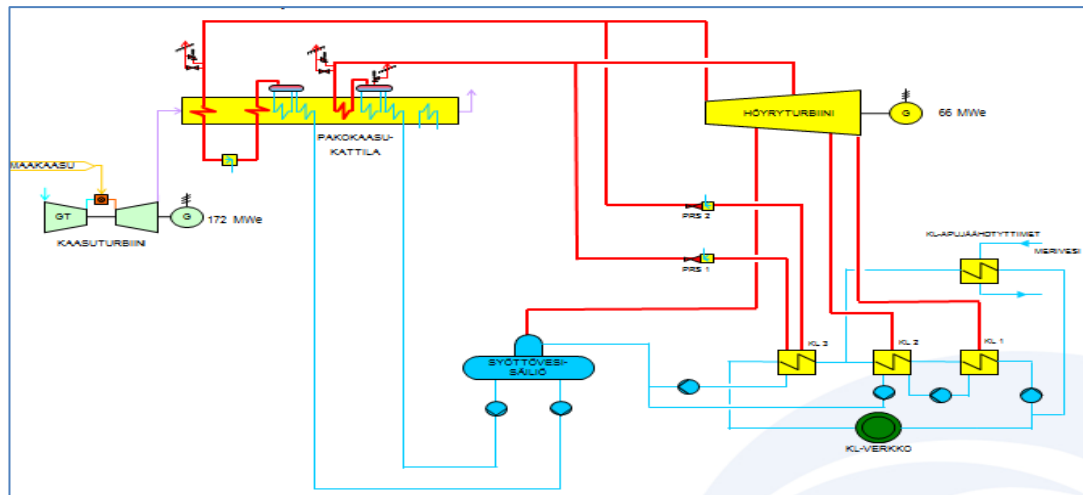 HÖYRYTURBIINI
G
66 MWe
PAKOKAASU-
KATTILA
MAAKAASU
GT
G
172 MWe
KAASUTURBIINI
PRS 2
PRS 1
KL-APUJÄÄHDYTTIMET
MERIVESI
SYÖTTÖVESI-
SÄILIÖ
KL 3
KL 2
KL 1
KL-VERKKO